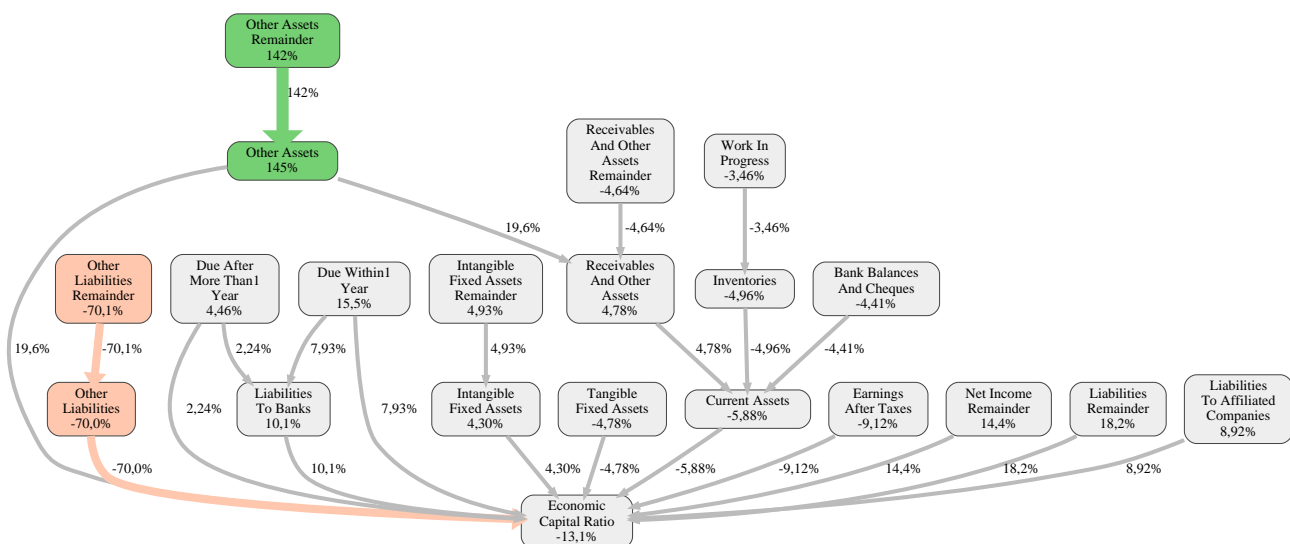 Other Assets
Remainder
142%
142%
Other Assets
145%
Receivables
And Other
Assets
Remainder
-4,64%
Work In
Progress
-3,46%
19,6%
-4,64%
-3,46%
Other
Liabilities
Remainder
-70,1%
Due After
More Than1
Year
4,46%
Due Within1
Year
15,5%
Intangible
Fixed Assets
Remainder
4,93%
Receivables
And Other
Assets
4,78%
Inventories
-4,96%
Bank Balances
And Cheques
-4,41%
19,6%
-70,1%
2,24%
7,93%
4,93%
4,78%
-4,96%
-4,41%
Other
Liabilities
-70,0%
2,24%
Liabilities
To Banks
10,1%
7,93%
Intangible
Fixed Assets
4,30%
Tangible
Fixed Assets
-4,78%
Current Assets
-5,88%
Earnings
After Taxes
-9,12%
Net Income
Remainder
14,4%
Liabilities
Remainder
18,2%
Liabilities
To Affiliated
Companies
8,92%
-70,0%
10,1%
4,30%
-4,78%
-5,88%
-9,12%
14,4%
18,2%
8,92%
Economic
Capital Ratio
-13,1%